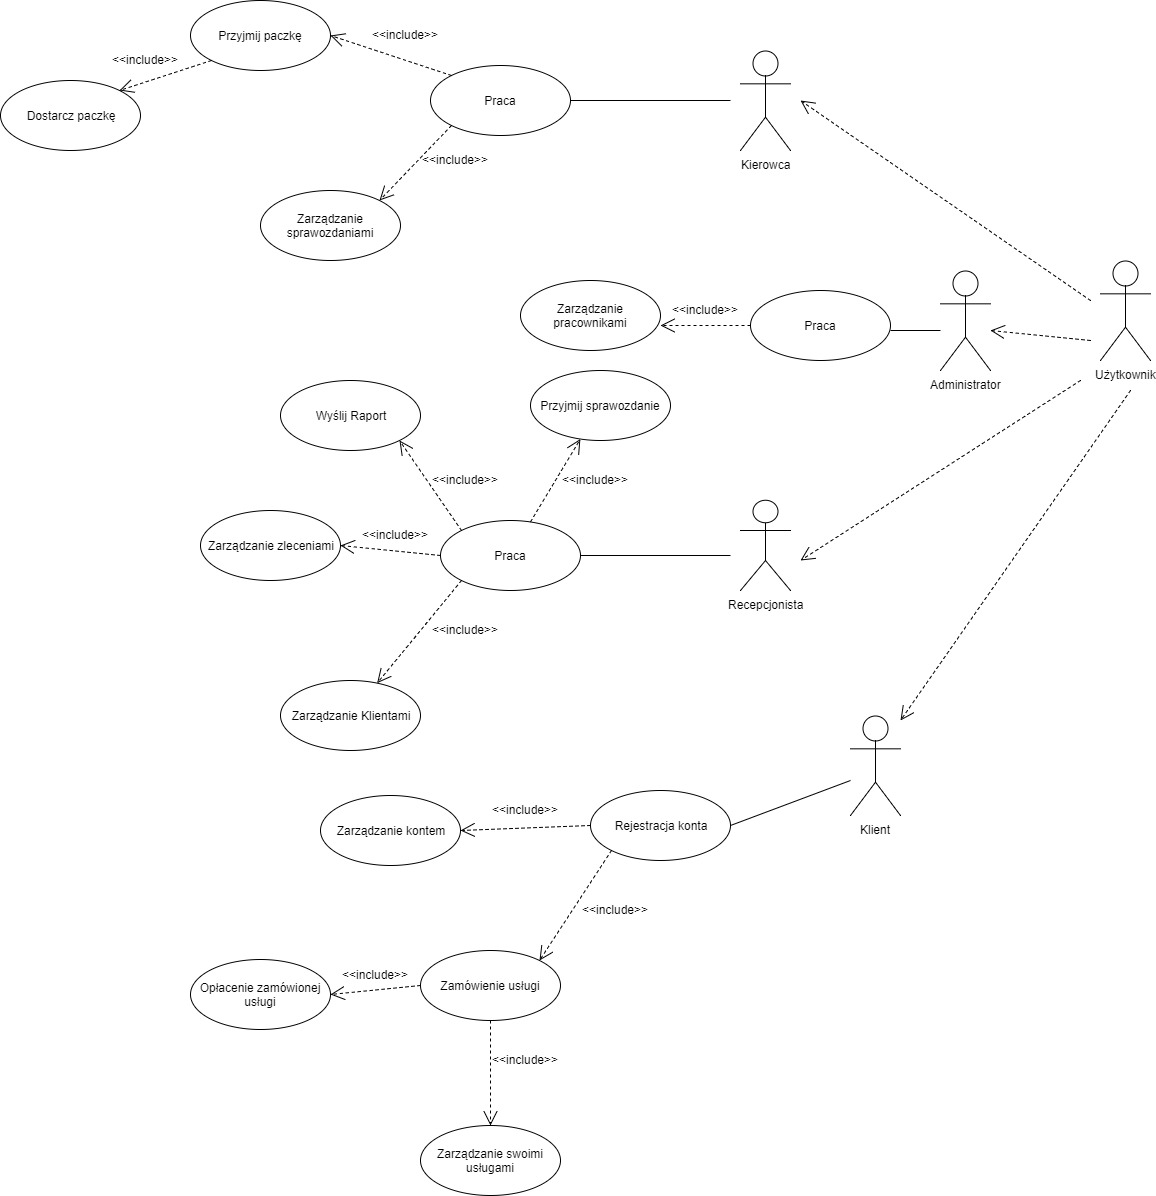 Przyjmij paczkę
<<include>>
<<include>>
Dostarcz paczkę
Praca
Kierowca
<<include>>
Zarządzanie
sprawozdaniami
Zarządzanie
pracownikami
<<include>>
Praca
Administrator
Użytkownik
Wyślij Raport
Przyjmij sprawozdanie
<<include>>
<<include>>
Zarządzanie zleceniami
<<include>>
Praca
Recepcjonista
<<include>>
Zarządzanie Klientami
Zarządzanie kontem
<<include>>
Rejestracja konta
Klient
<<include>>
Opłacenie zamówionej
usługi
<<include>>
Zamówienie usługi
<<include>>
Zarządzanie swoimi
usługami